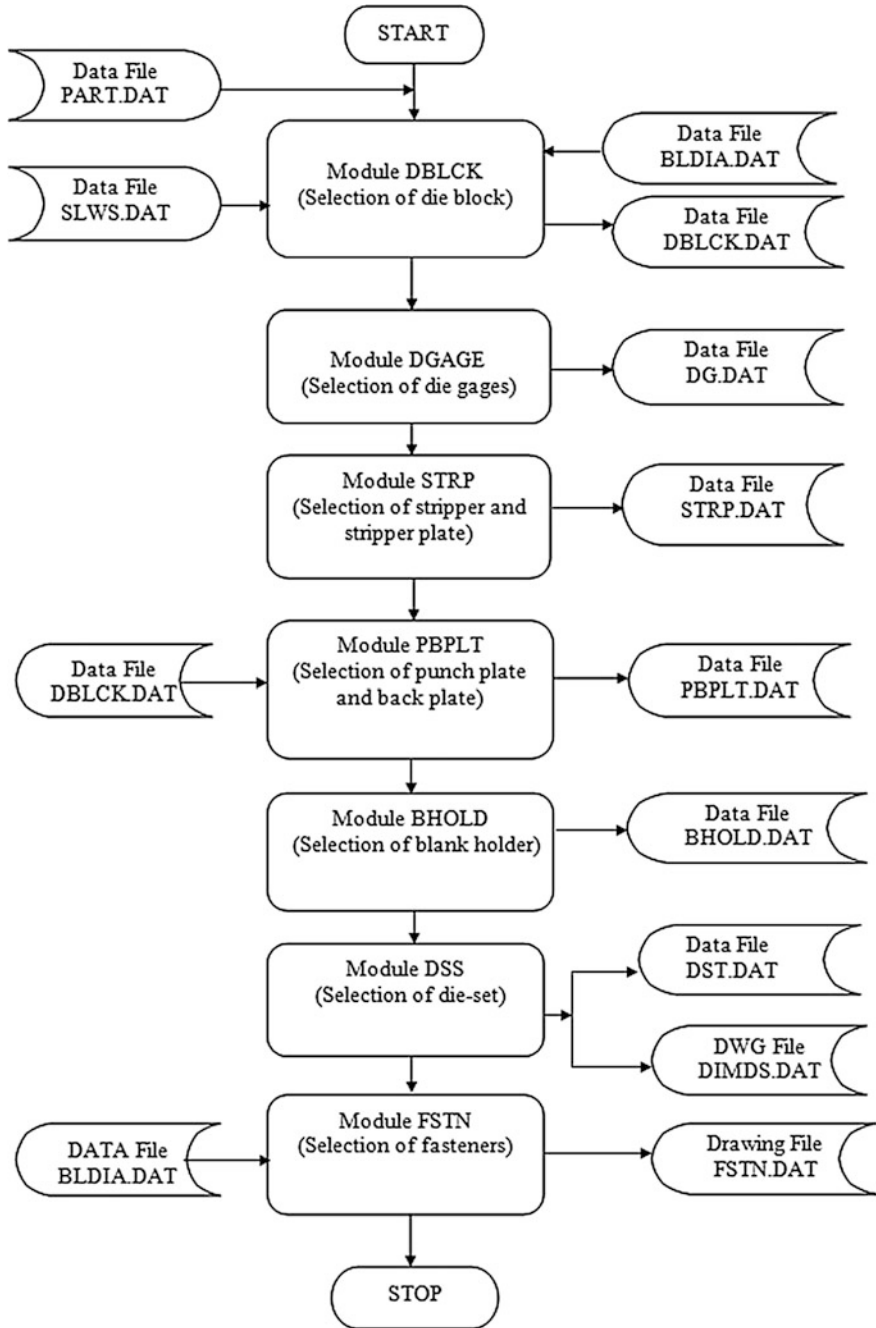 START
Data File
PART.DAT
Data File
SLWS.DAT
Module DBLCK
(Selection of die block)
Data File
BLDIA.DAT
Data File
DBLCK.DAT
Module DGAGE
(Selection of die gages)
Data File
DG.DAT
Module STRP
(Selection of stripper and
stripper plate)
Data File
STRP.DAT
Data File
DBLCK.DAT
Module PBPLT
(Selection of punch plate
and back plate)
Data File
PBPLT.DAT
Module BHOLD
(Selection of blank holder)
Data File
BHOLD.DAT
Module DSS
(Selection of die-set)
Data File
DST.DAT
DWG File
DIMDS.DAT
DATA File
BLDIA.DAT
Module FSTN
(Selection of fasteners)
Drawing File
FSTN.DAT
STOP